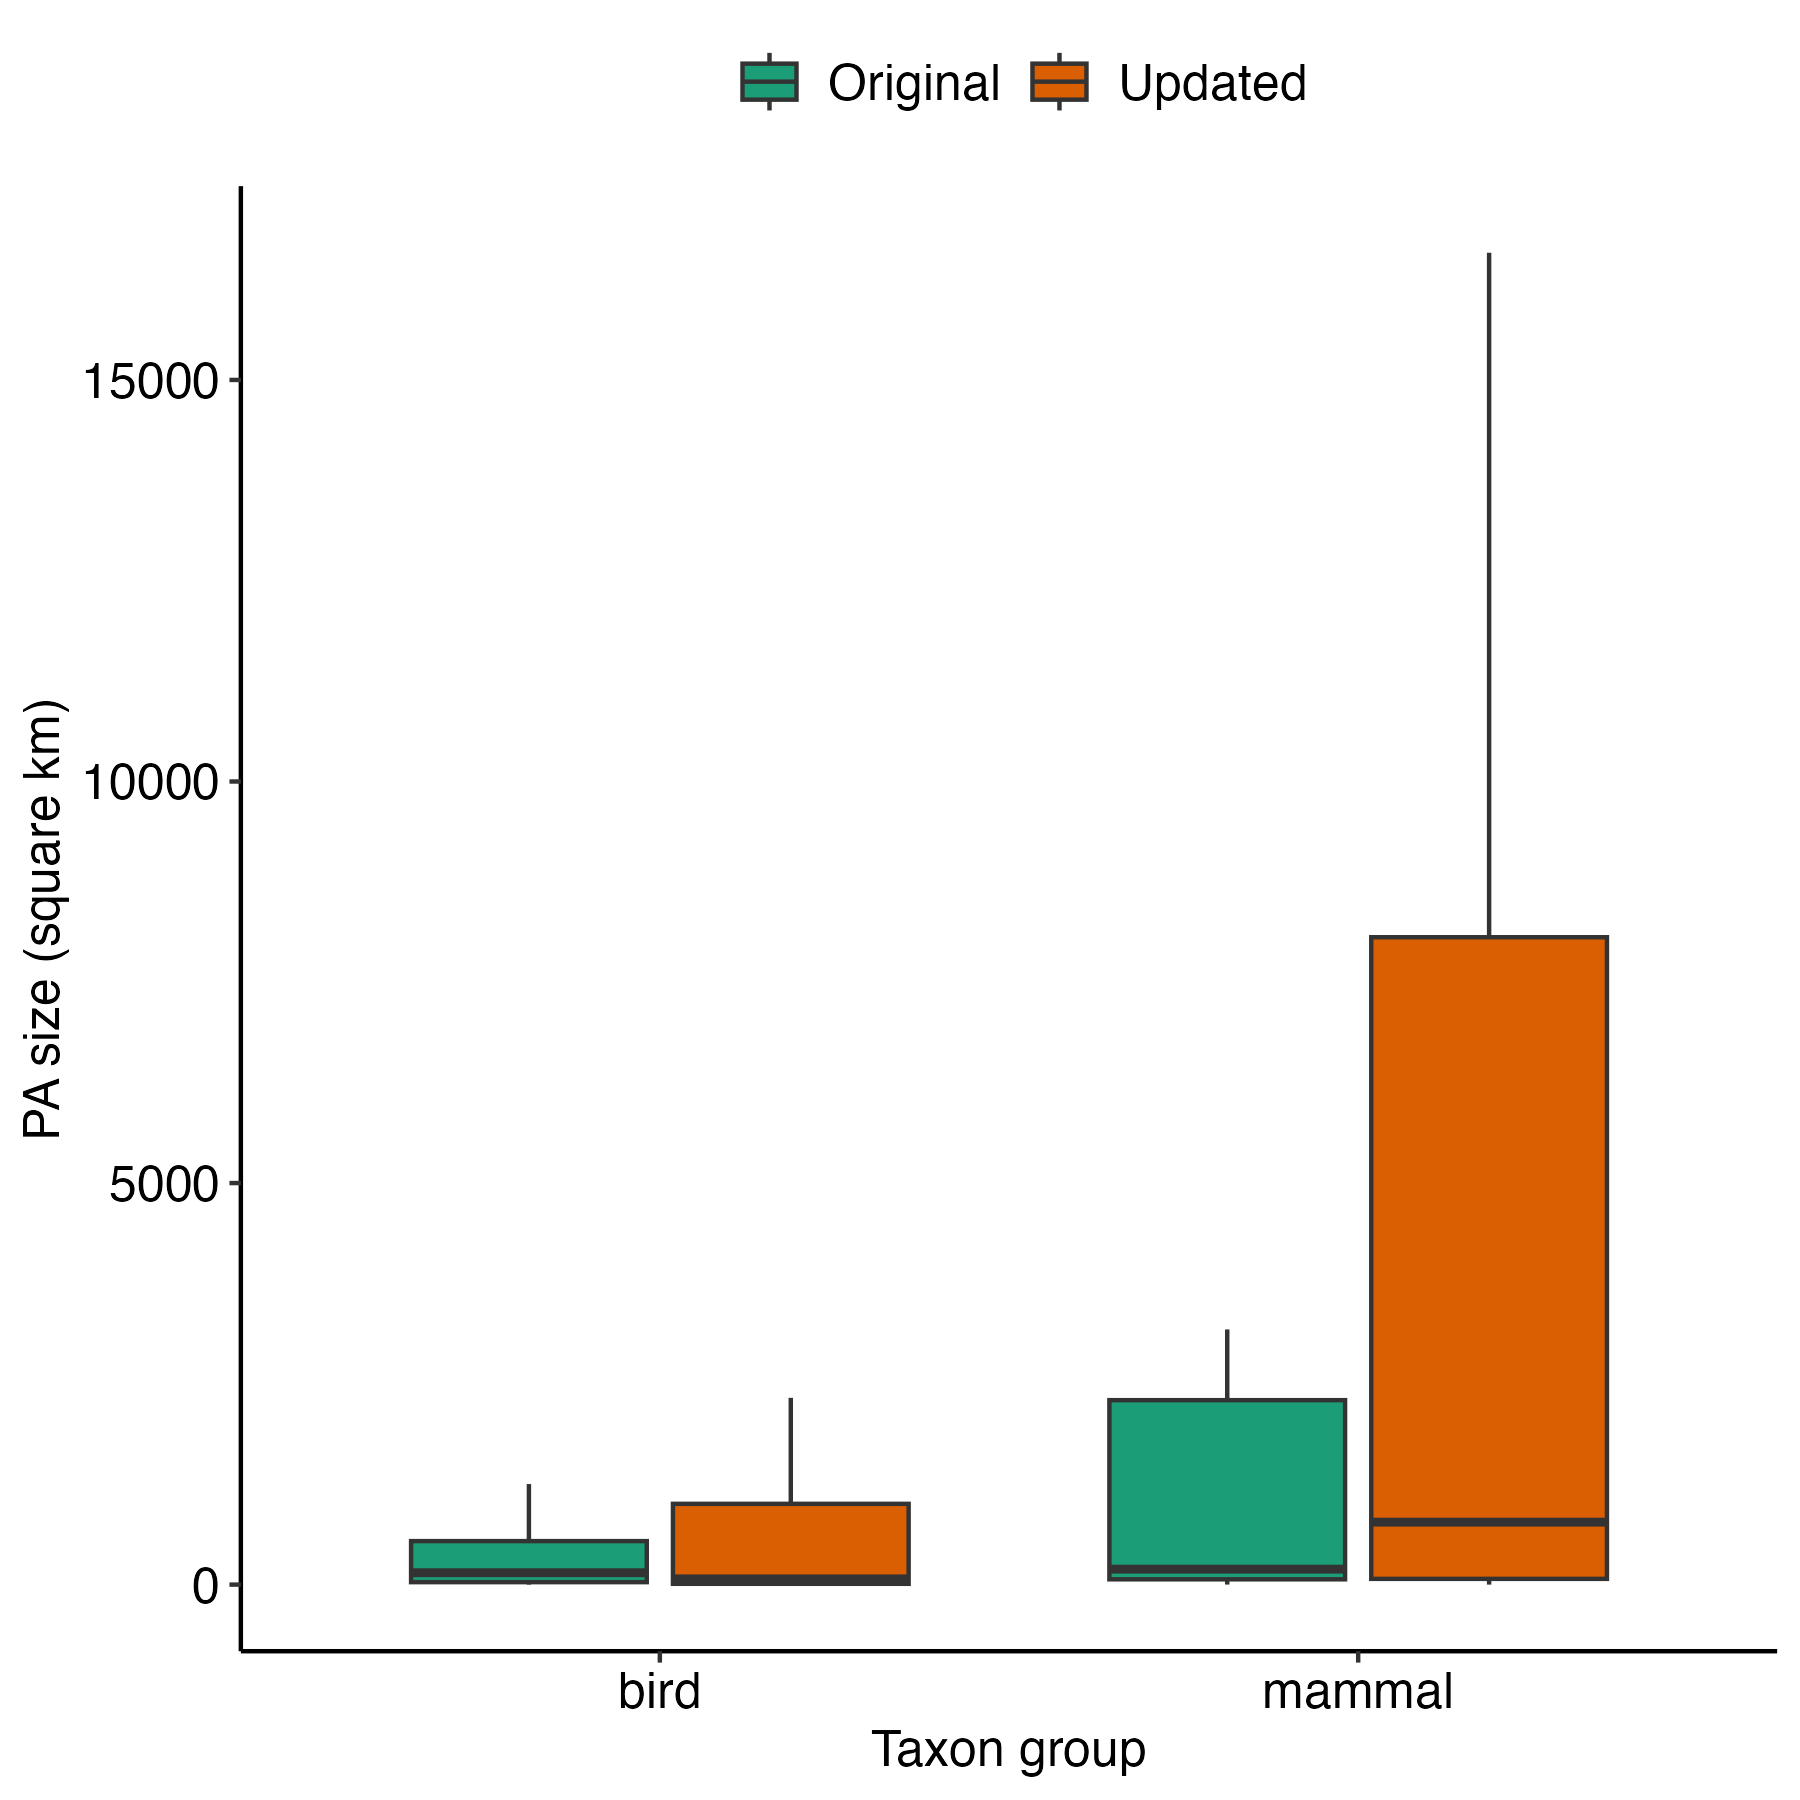 Original Updated
15000
10000
5000
0
PA size (square km)
bird mammal
Taxon group